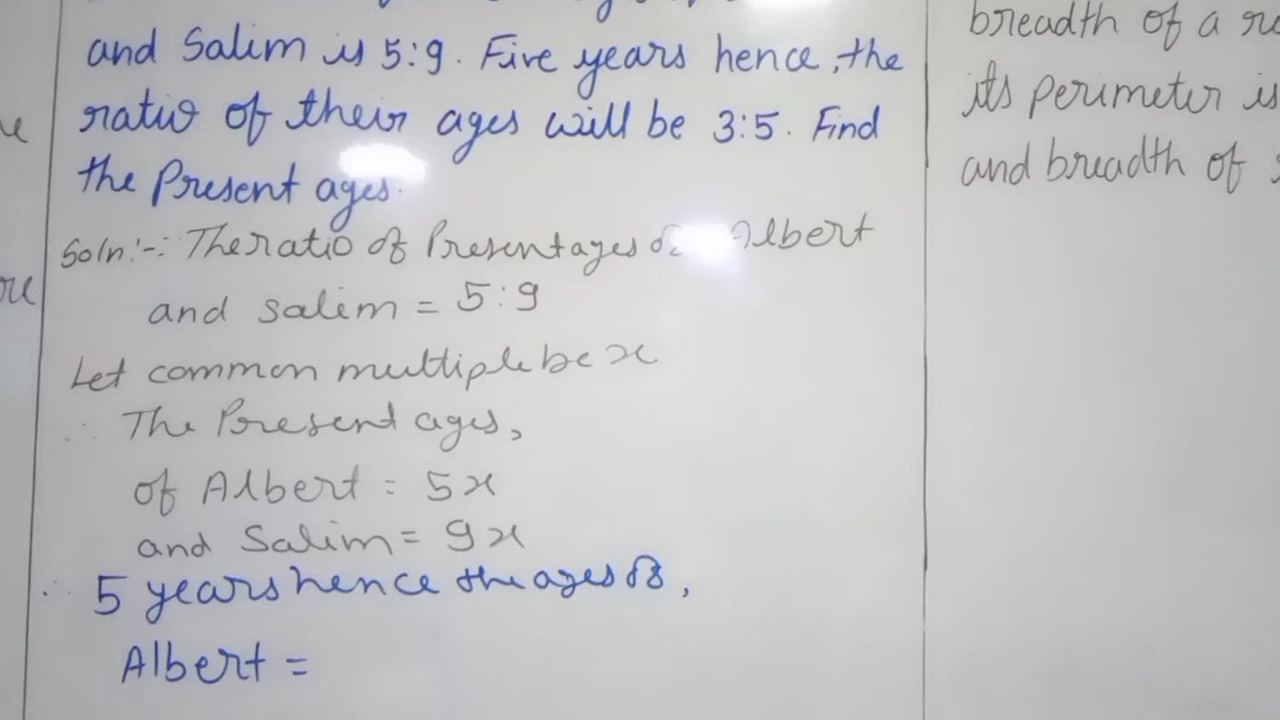 and Salim is 5:9. Five years hence, the
ratio of their ages will be 3:5. Find
the Present ages.
Soln:-: The ratio of Present ages of Albert
and salim = 5:9
Let common multiple be x
∴ The Present ages,
of Albert = 5x
and Salim = 9x
∴ 5 years hence the ages of,
Albert =
breadth of a
its perimeter is
and breadth of